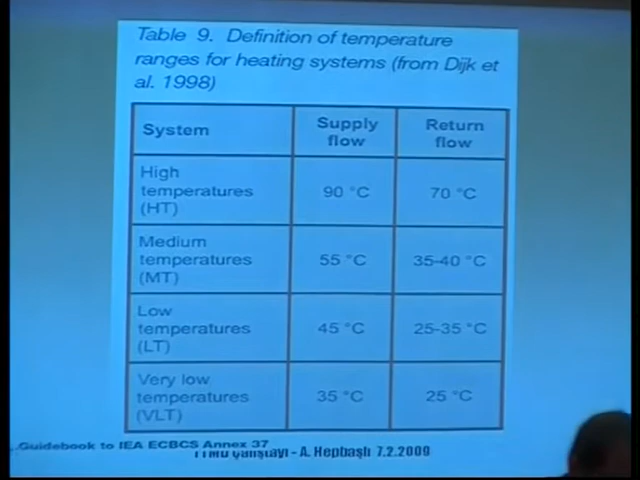 Table 9. Definition of temperature
ranges for heating systems (from Dijk et
al. 1998)
System
Supply
flow
Return
flow
High
temperatures
(HT)
90 °C
70 °C
Medium
temperatures
(MT)
55 °C
35-40 °C
Low
temperatures
(LT)
45 °C
25-35 °C
Very low
temperatures
(VLT)
35 °C
25 °C
Guidebook to IEA ECBCS Annex 37
TTMD Çalıştayı - A. Hepbaşlı 7.2.2009